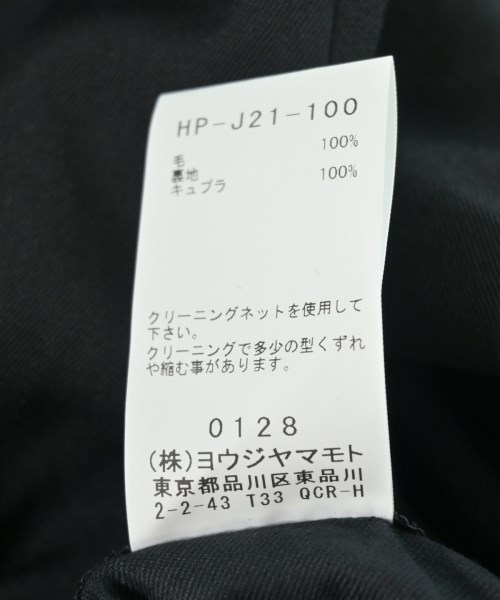 HP-J21-100
毛 100%
裏地
キュプラ 100%
クリーニングネットを使用して
下さい。
クリーニングで多少の型くずれ
や縮む事があります。
0128
(株)ヨウジヤマモト
東京都品川区東品川
2-2-43 T33 QCR-H